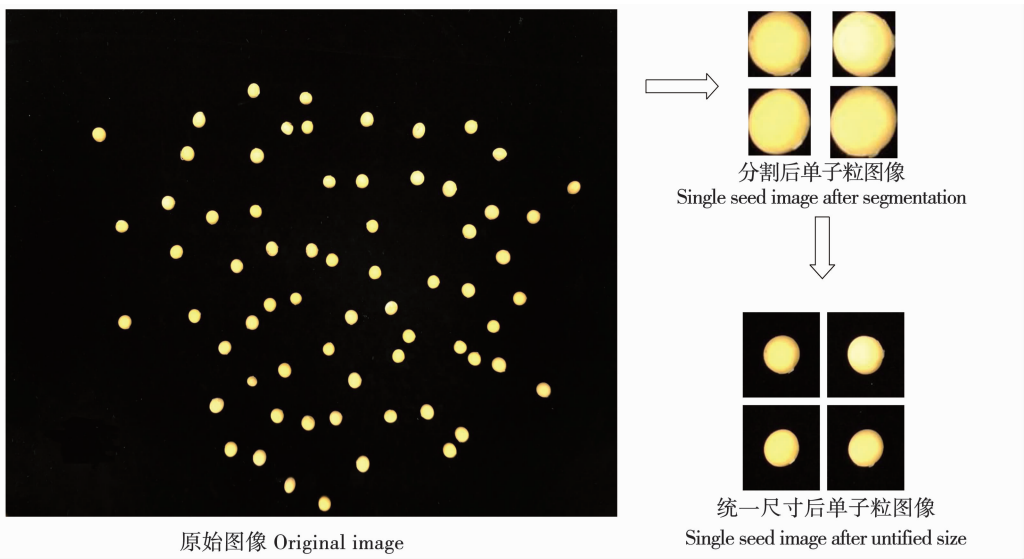 分割后单子粒图像
Single seed image after segmentation
统一尺寸后单子粒图像
Single seed image after untified size
原始图像 Original image